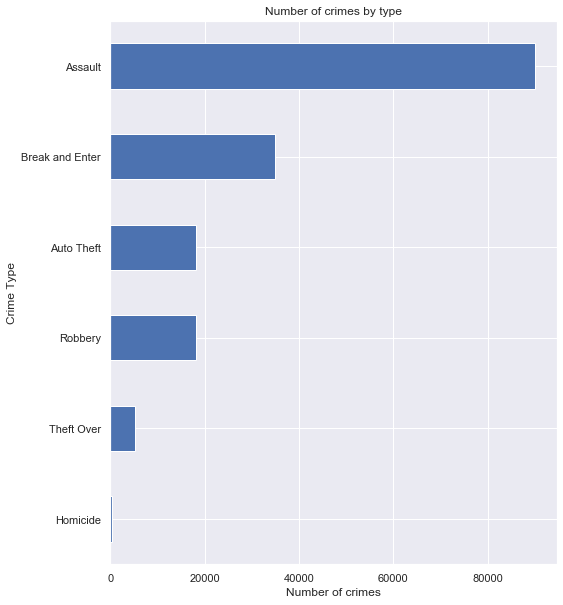 Number of crimes by type
Assault
Break and Enter
Auto Theft
Robbery
Theft Over
Homicide
Crime Type
0 20000 40000 60000 80000
Number of crimes